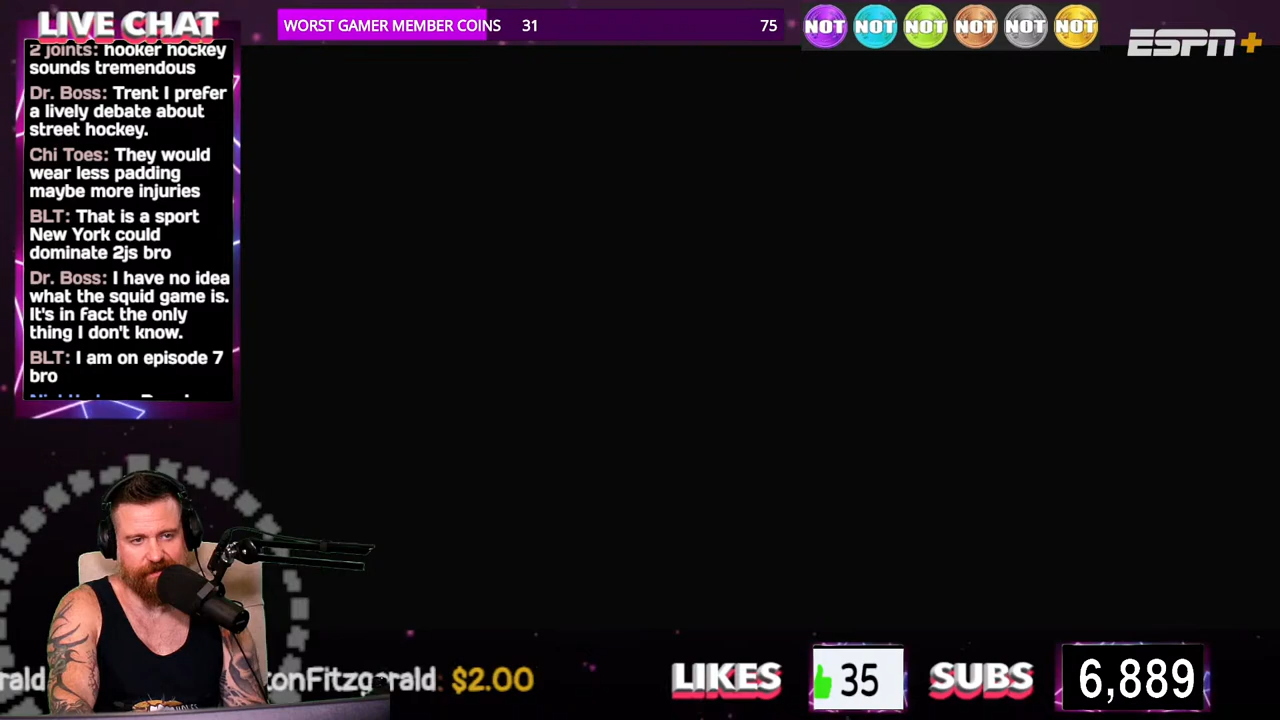 LIVE CHAT
2 joints: hooker hockey
sounds tremendous
Dr. Boss: Trent I prefer
a lively debate about
street hockey.
Chi Toes: They would
wear less padding
maybe more injuries
BLT: That is a sport
New York could
dominate 2js bro
Dr. Boss: I have no idea
what the squid game is.
It's in fact the only
thing I don't know.
BLT: I am on episode 7
bro
WORST GAMER MEMBER COINS 31 75
NOT NOT NOT NOT NOT NOT
ESPN+
rald tonFitzgerald: $2.00
LIKES 35 SUBS 6,889